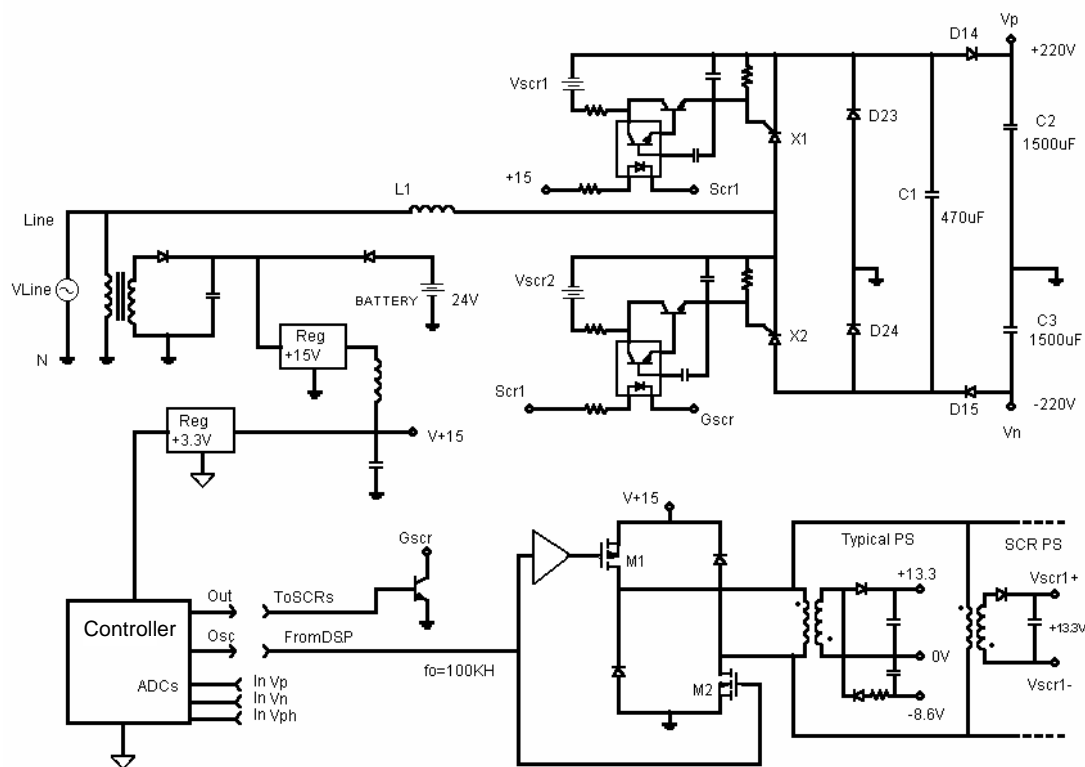 Vp
D14
+220V
Vscr1
D23
C2
1500uF
X1
+15
Scr1
C1
470uF
L1
Line
VLine
N
BATTERY
24V
Vscr2
Reg
+15V
X2
D24
C3
1500uF
Scr1
Gscr
D15
-220V
Vn
Reg
+3.3V
V+15
V+15
Gscr
M1
Typical PS
SCR PS
Out
ToSCRs
+13.3
Vscr1+
Controller
Osc
FromDSP
+13.3V
fo=100KH
0V
ADCs
In Vp
In Vn
In Vph
M2
-8.6V
Vscr1-